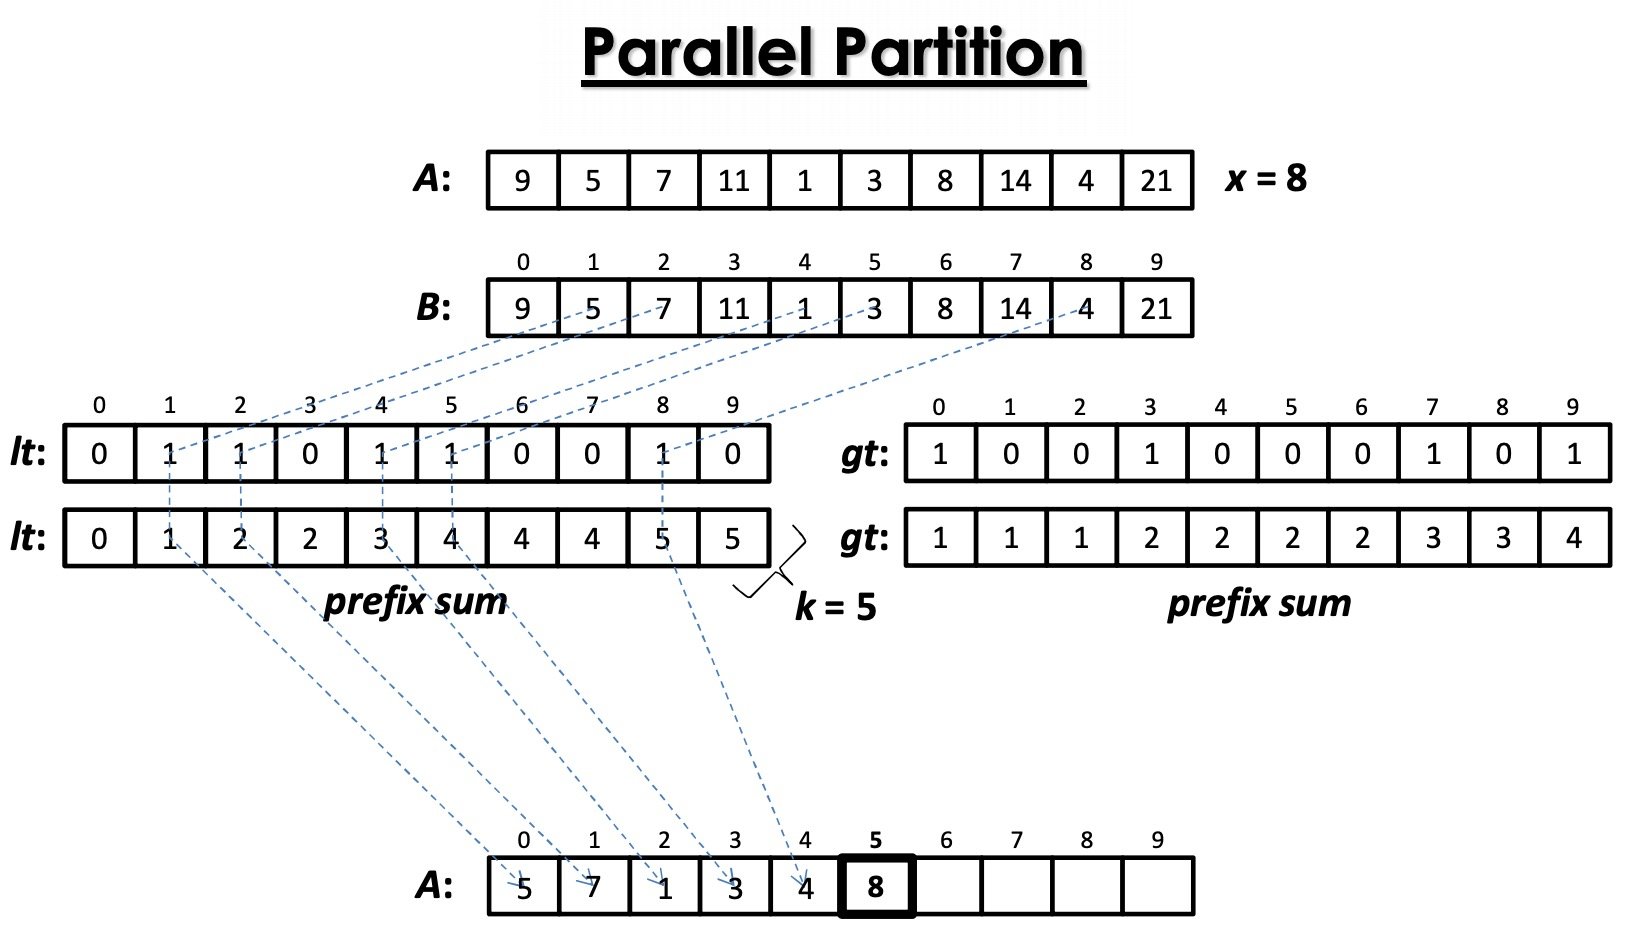 Parallel Partition
A: 9 5 7 11 1 3 8 14 4 21 x = 8
0 1 2 3 4 5 6 7 8 9
B: 9 5 7 11 1 3 8 14 4 21
0 1 2 3 4 5 6 7 8 9
lt: 0 1 1 0 1 1 0 0 1 0
lt: 0 1 2 2 3 4 4 4 5 5
prefix sum
k = 5
0 1 2 3 4 5 6 7 8 9
gt: 1 0 0 1 0 0 0 1 0 1
gt: 1 1 1 2 2 2 2 3 3 4
prefix sum
0 1 2 3 4 5 6 7 8 9
A: 5 7 1 3 4 8